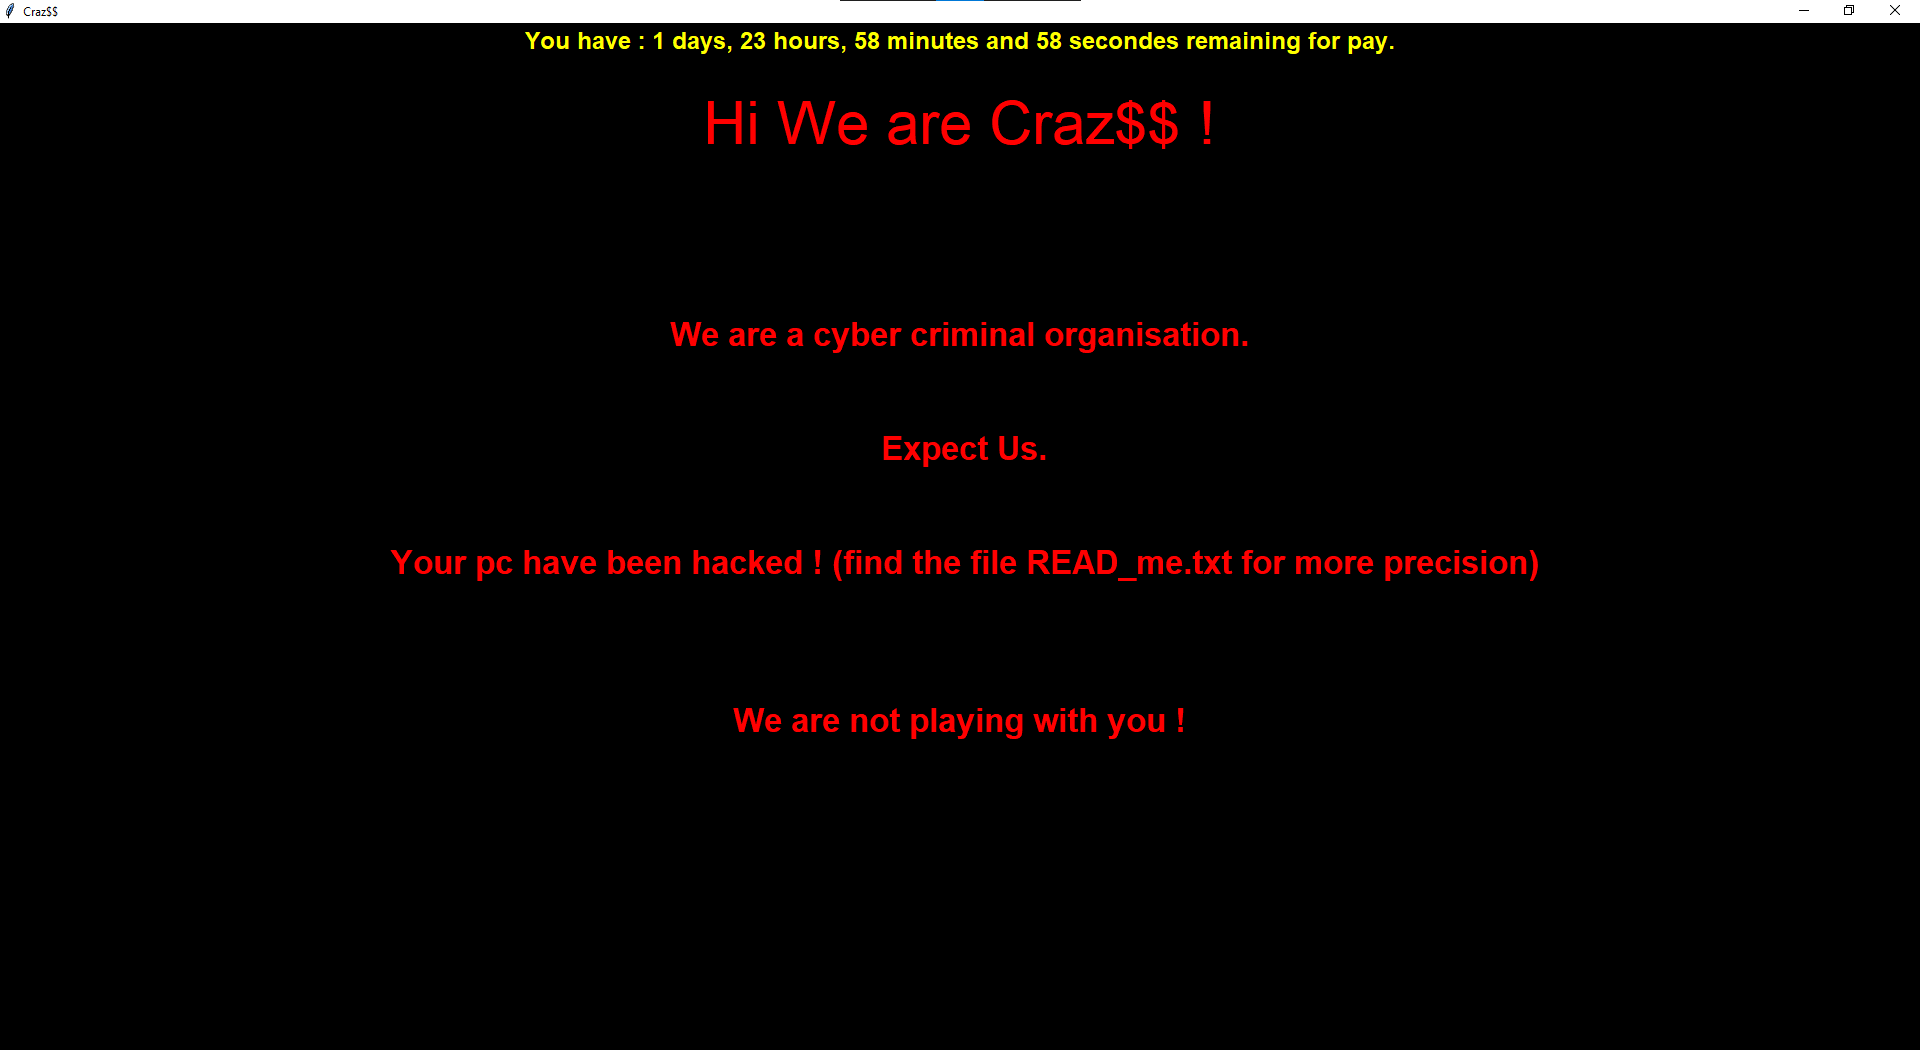 Craz$$
You have : 1 days, 23 hours, 58 minutes and 58 secondes remaining for pay.
Hi We are Craz$$ !
We are a cyber criminal organisation.
Expect Us.
Your pc have been hacked ! (find the file READ_me.txt for more precision)
We are not playing with you !